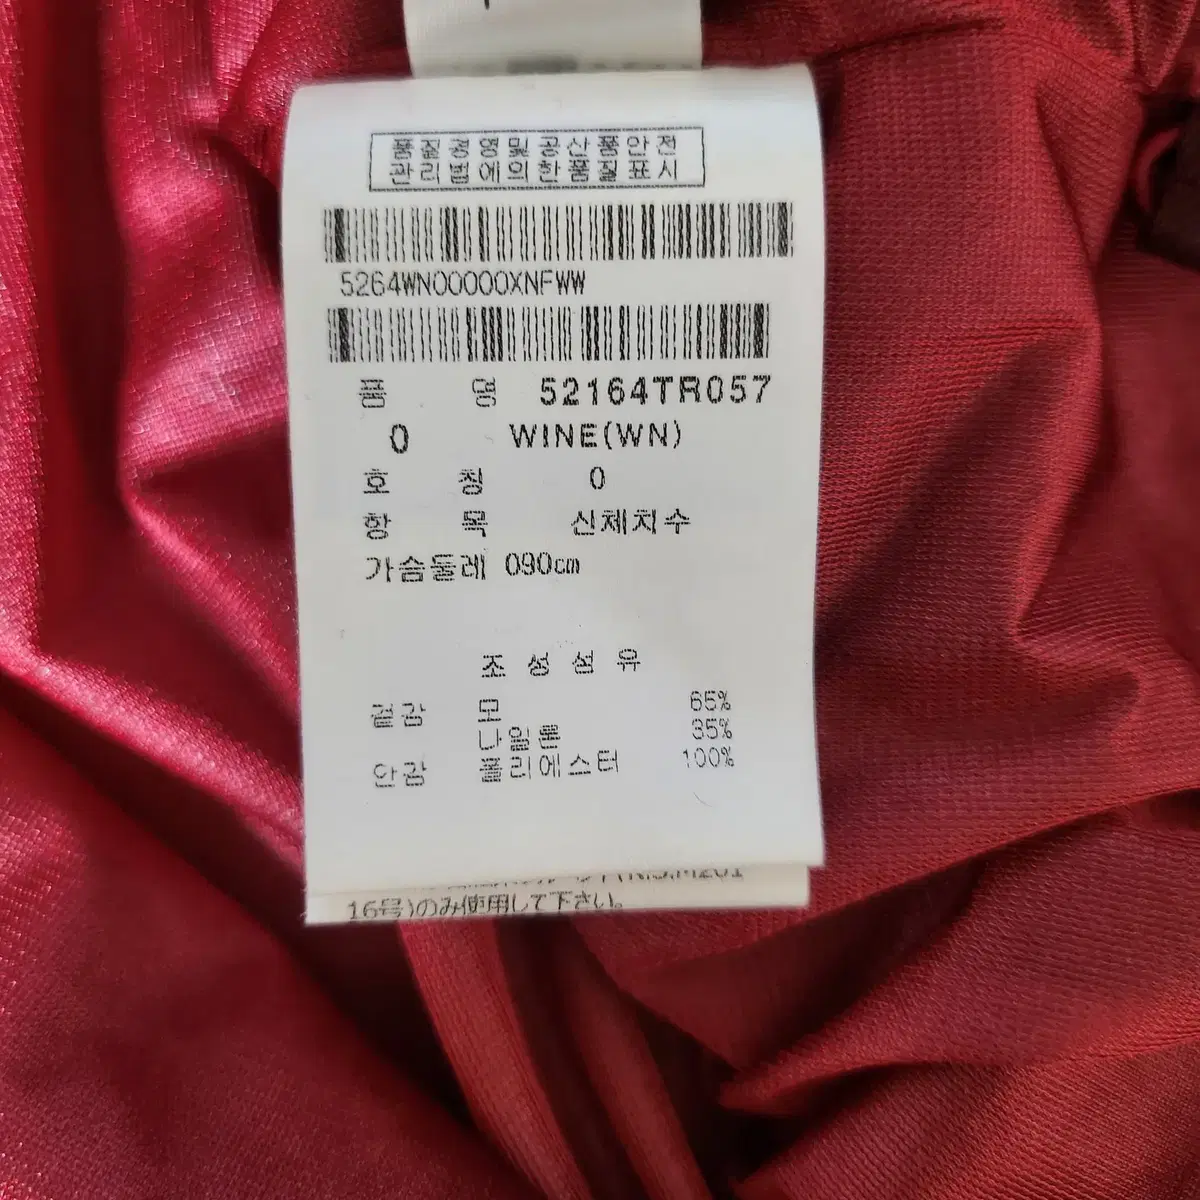 품질경영및공산품안전
관리법에의한품질표시
5264WN00000XNFWW
품 명 52164TR057
0 WINE(WN)
호 칭 0
항 목 신체치수
가슴둘레 090㎝
조성섬유
겉감 모 65%
나일론 35%
안감 폴리에스터 100%
16号)のみ使用して下さい。